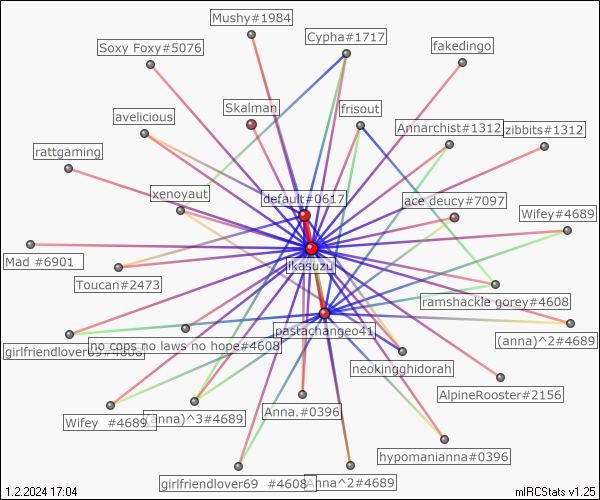 Mushy#1984
Cypha#1717
Soxy Foxy#5076
fakedingo
Skalman
frisout
avelicious
Annarchist#1312
zibbits#1312
rattgaming
xenoyaut
default#0617
ace deucy#7097
Wifey#4689
Mad #6901
ikasuzu
Toucan#2473
ramshackle gorey#4608
pastachangeo41
girlfriendlover69#4608
no cops no laws no hope#4608
(anna)^2#4689
neokingghidorah
AlpineRooster#2156
Wifey #4689
(anna)^3#4689
Anna.#0396
hypomanianna#0396
girlfriendlover69 #4608
Anna^2#4689
1.2.2024 17:04
mIRCStats v1.25